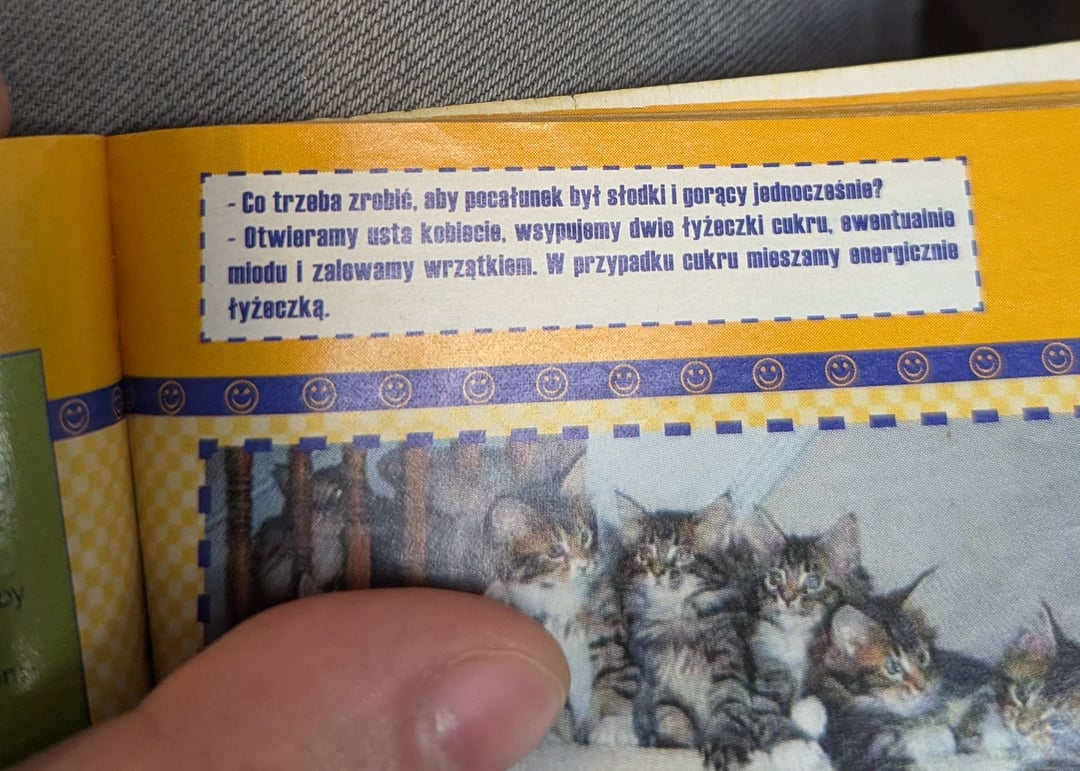 - Co trzeba zrobić, aby pocałunek był słodki i gorący jednocześnie?
- Otwieramy usta kobiecie, wsypujemy dwie łyżeczki cukru, ewentualnie
miodu i zalewamy wrzątkiem. W przypadku cukru mieszamy energicznie
łyżeczką.
by